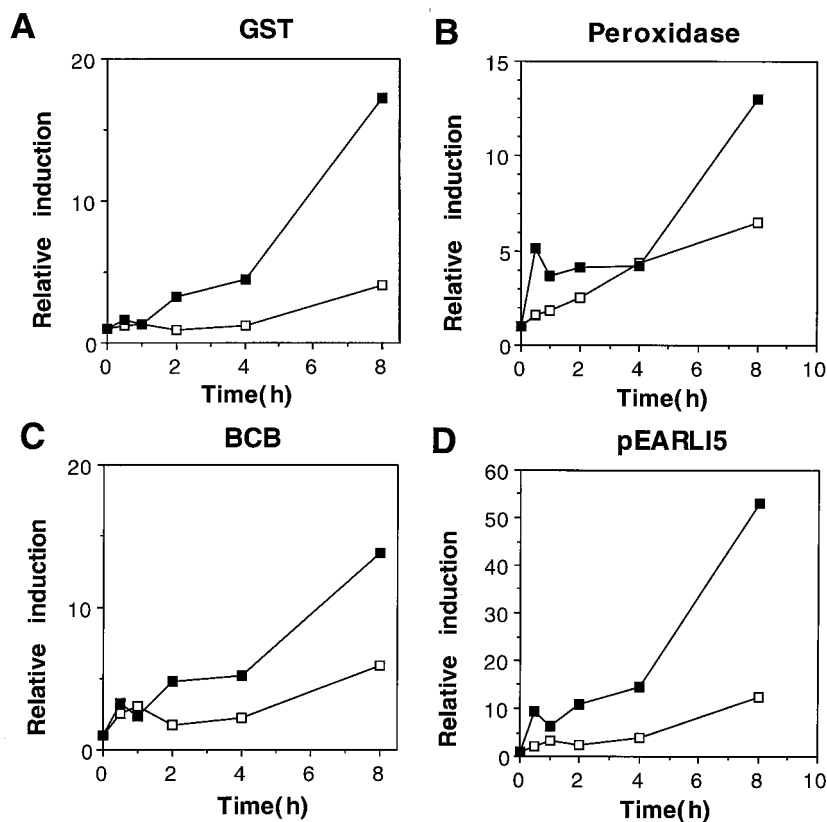 A
GST
20
10
0
Relative induction
0 2 4 6 8
Time(h)
B
Peroxidase
15
10
5
0
Relative induction
0 2 4 6 8 10
Time(h)
C
BCB
20
10
0
Relative induction
0 2 4 6 8
Time(h)
D
pEARLI5
60
50
40
30
20
10
0
Relative induction
0 2 4 6 8 10
Time(h)